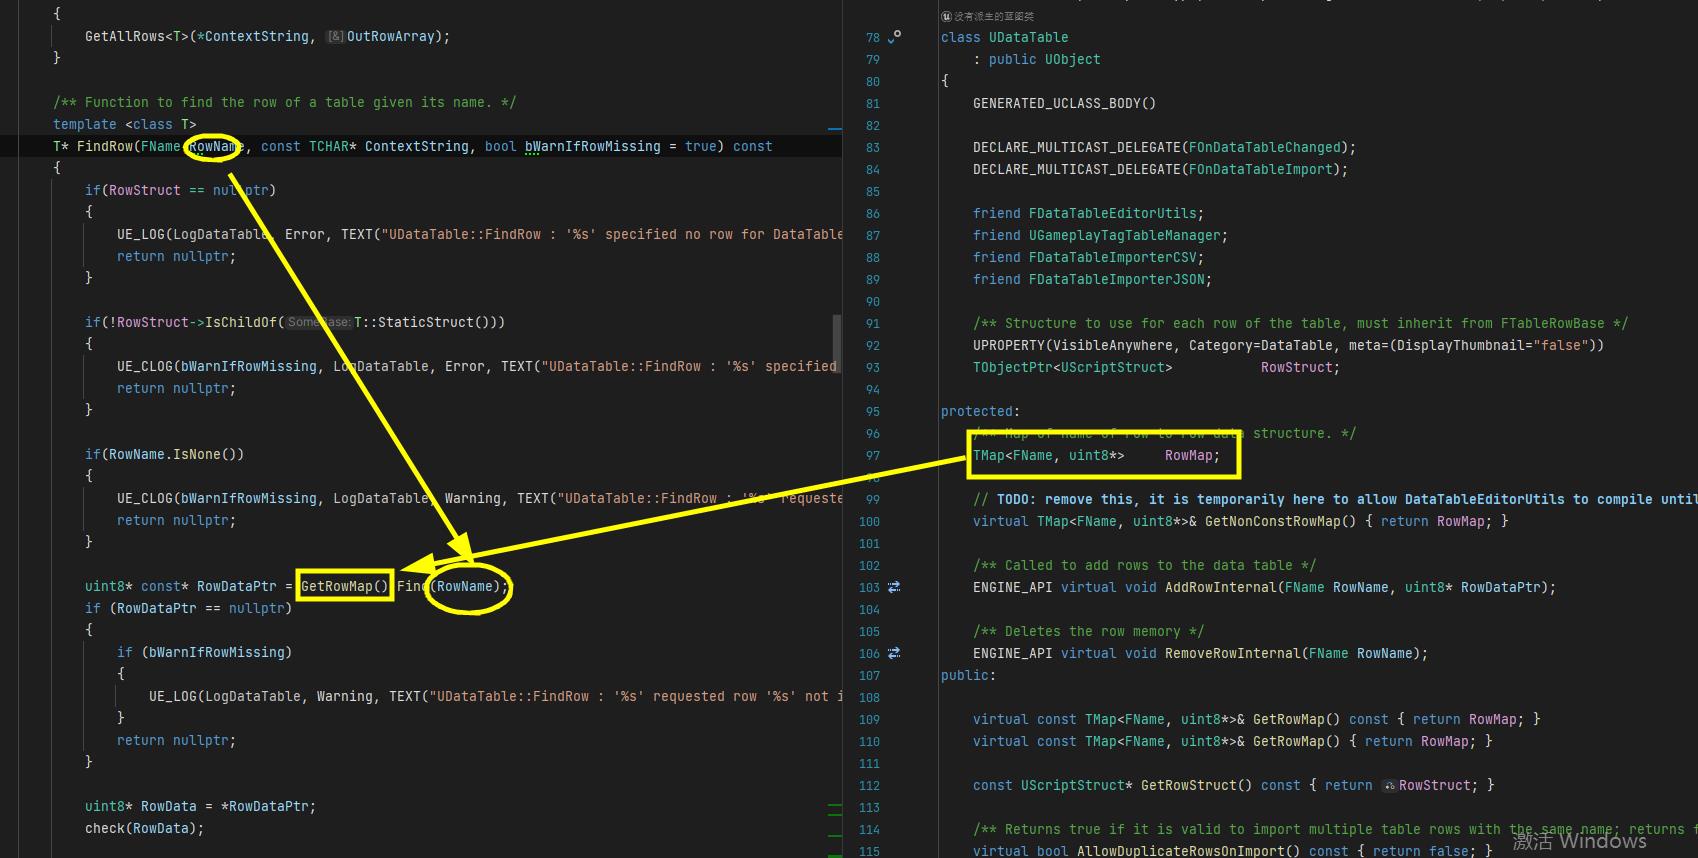 {
GetAllRows<T>(*ContextString, [&]OutRowArray);
}
/** Function to find the row of a table given its name. */
template <class T>
T* FindRow(FName RowName, const TCHAR* ContextString, bool bWarnIfRowMissing = true) const
{
if(RowStruct == nullptr)
{
UE_LOG(LogDataTable, Error, TEXT("UDataTable::FindRow : '%s' specified no row for DataTable
return nullptr;
}
if(!RowStruct->IsChildOf(SomeBase:T::StaticStruct()))
{
UE_CLOG(bWarnIfRowMissing, LogDataTable, Error, TEXT("UDataTable::FindRow : '%s' specified
return nullptr;
}
if(RowName.IsNone())
{
UE_CLOG(bWarnIfRowMissing, LogDataTable, Warning, TEXT("UDataTable::FindRow : '%s' requeste
return nullptr;
}
uint8* const* RowDataPtr = GetRowMap().Find(RowName);
if (RowDataPtr == nullptr)
{
if (bWarnIfRowMissing)
{
UE_LOG(LogDataTable, Warning, TEXT("UDataTable::FindRow : '%s' requested row '%s' not i
}
return nullptr;
}
uint8* RowData = *RowDataPtr;
check(RowData);
没有派生的蓝图类
78 class UDataTable
79 : public UObject
80 {
81 GENERATED_UCLASS_BODY()
82
83 DECLARE_MULTICAST_DELEGATE(FOnDataTableChanged);
84 DECLARE_MULTICAST_DELEGATE(FOnDataTableImport);
85
86 friend FDataTableEditorUtils;
87 friend UGameplayTagTableManager;
88 friend FDataTableImporterCSV;
89 friend FDataTableImporterJSON;
90
91 /** Structure to use for each row of the table, must inherit from FTableRowBase */
92 UPROPERTY(VisibleAnywhere, Category=DataTable, meta=(DisplayThumbnail="false"))
93 TObjectPtr<UScriptStruct> RowStruct;
94
95 protected:
96 /** Map of name of row to row data structure. */
97 TMap<FName, uint8*> RowMap;
98
99 // TODO: remove this, it is temporarily here to allow DataTableEditorUtils to compile until
100 virtual TMap<FName, uint8*>& GetNonConstRowMap() { return RowMap; }
101
102 /** Called to add rows to the data table */
103 ENGINE_API virtual void AddRowInternal(FName RowName, uint8* RowDataPtr);
104
105 /** Deletes the row memory */
106 ENGINE_API virtual void RemoveRowInternal(FName RowName);
107 public:
108
109 virtual const TMap<FName, uint8*>& GetRowMap() const { return RowMap; }
110 virtual const TMap<FName, uint8*>& GetRowMap() { return RowMap; }
111
112 const UScriptStruct* GetRowStruct() const { return RowStruct; }
113
114 /** Returns true if it is valid to import multiple table rows with the same name; returns f
115 virtual bool AllowDuplicateRowsOnImport() const { return false; }
激活 Windows